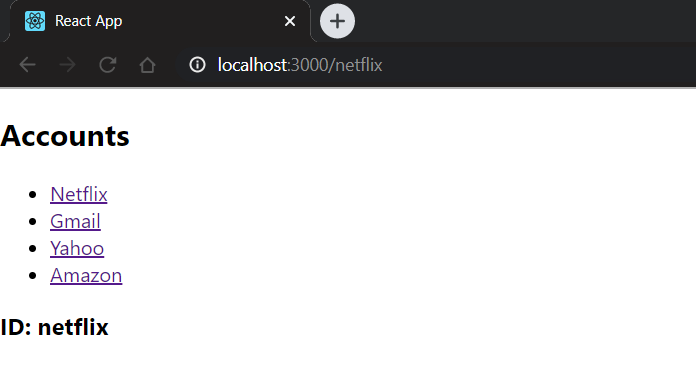 React App
localhost:3000/netflix
Accounts
Netflix
Gmail
Yahoo
Amazon
ID: netflix